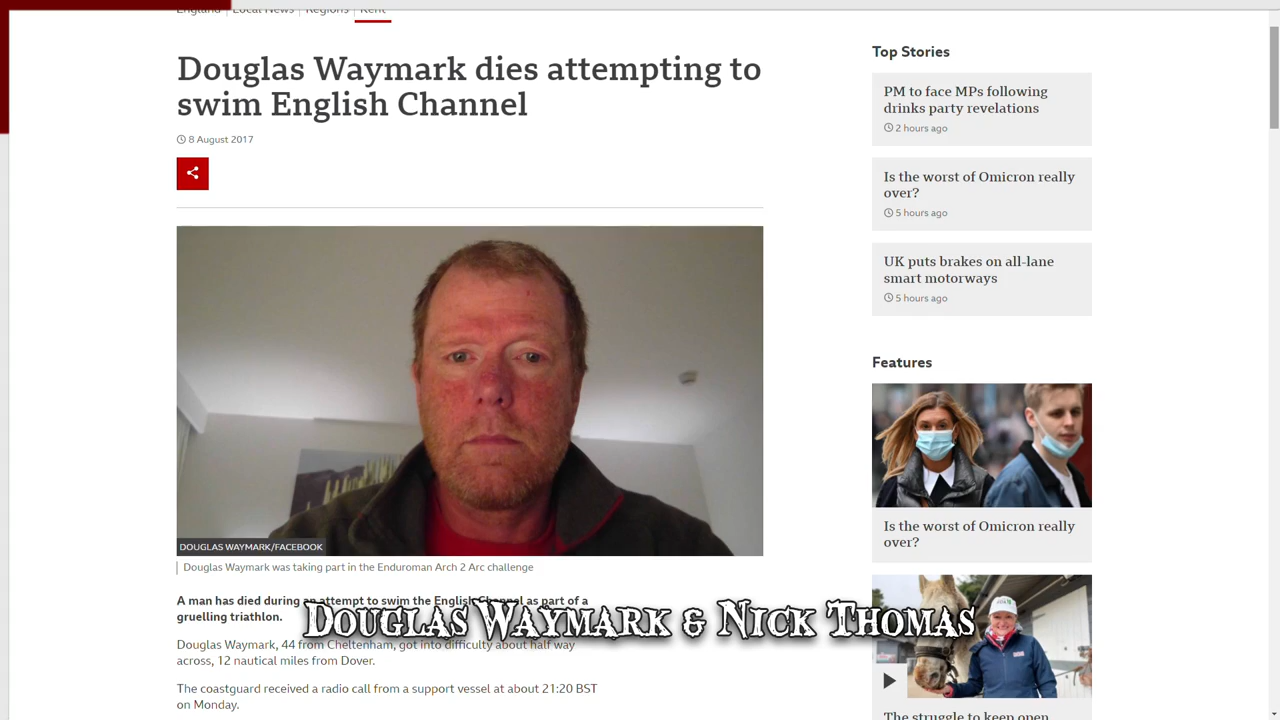 England
Local News
Regions
Kent
Douglas Waymark dies attempting to
swim English Channel
8 August 2017
DOUGLAS WAYMARK/FACEBOOK
Douglas Waymark was taking part in the Enduroman Arch 2 Arc challenge
A man has died during an attempt to swim the English Channel as part of a
gruelling triathlon.
DOUGLAS WAYMARK & NICK THOMAS
Douglas Waymark, 44 from Cheltenham, got into difficulty about half way
across, 12 nautical miles from Dover.
The coastguard received a radio call from a support vessel at about 21:20 BST
on Monday.
Top Stories
PM to face MPs following
drinks party revelations
2 hours ago
Is the worst of Omicron really
over?
5 hours ago
UK puts brakes on all-lane
smart motorways
5 hours ago
Features
Is the worst of Omicron really
over?
The struggle to keep open